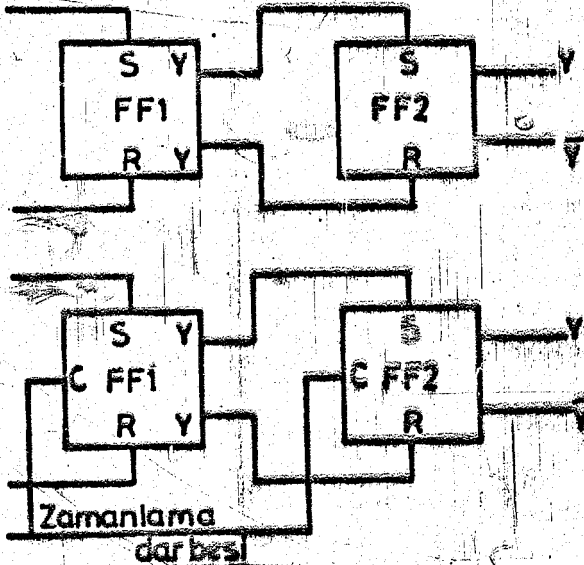 S Y S Y
FF1 FF2
R Y R Y̅
S Y S Y
C FF1 C FF2
R Y R
Zamanlama
darbesi